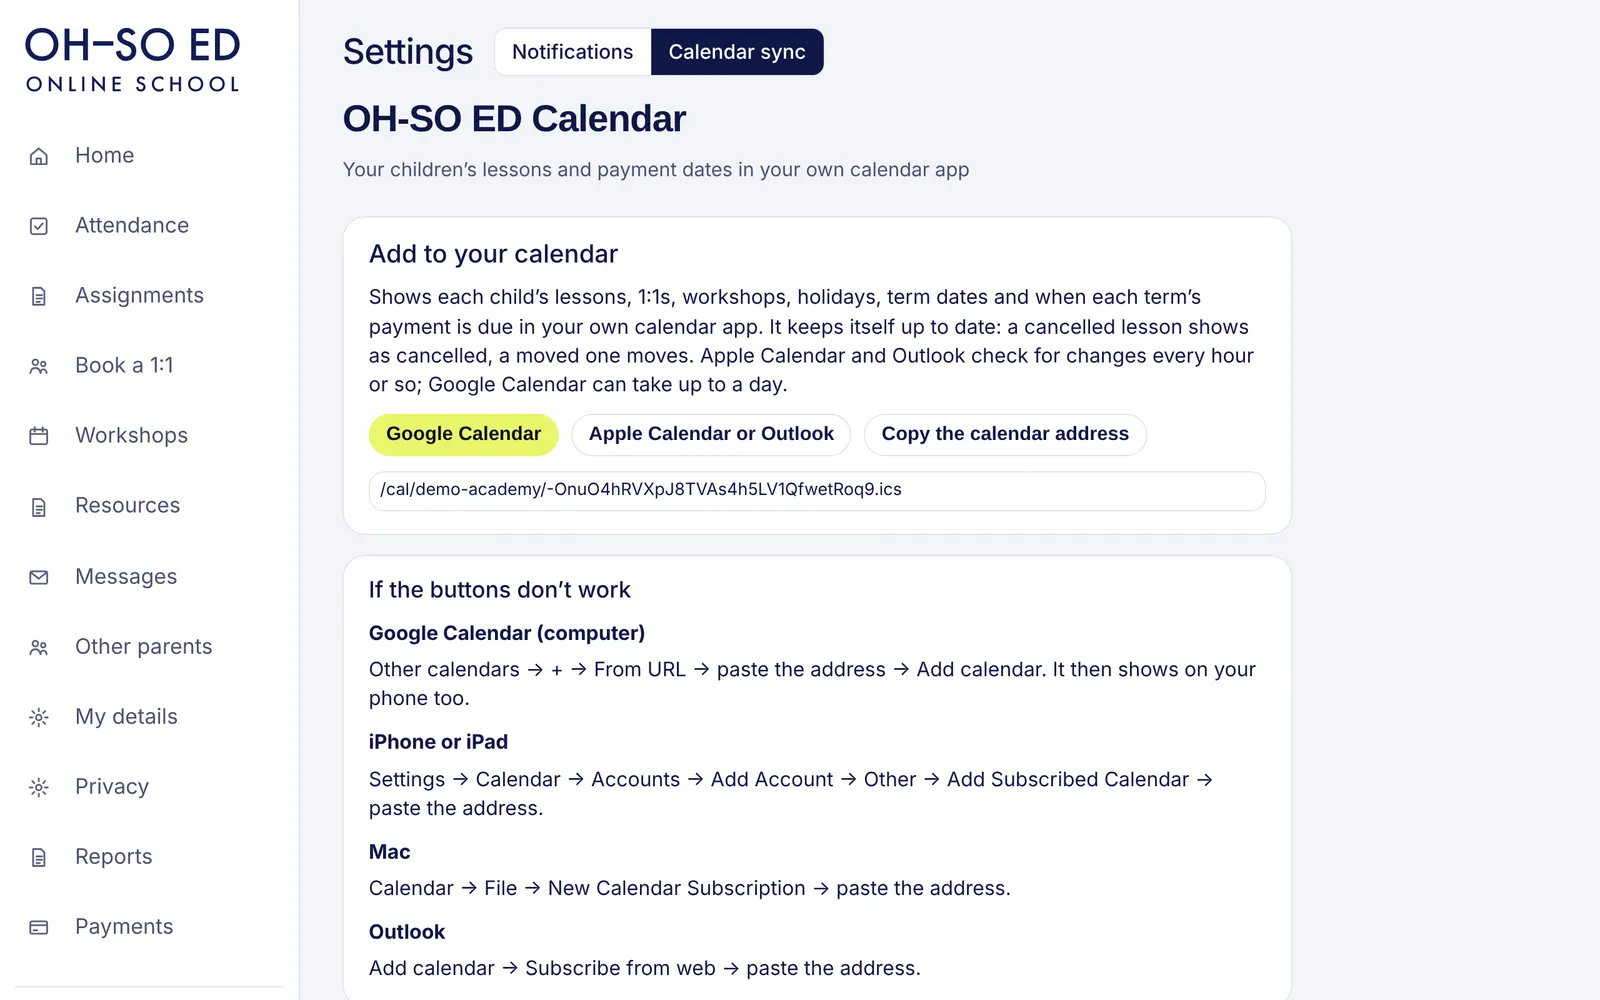 OH–SO ED
ONLINE SCHOOL
Home
Attendance
Assignments
Book a 1:1
Workshops
Resources
Messages
Other parents
My details
Privacy
Reports
Payments
Settings
Notifications
Calendar sync
OH-SO ED Calendar
Your children’s lessons and payment dates in your own calendar app
Add to your calendar
Shows each child’s lessons, 1:1s, workshops, holidays, term dates and when each term’s
payment is due in your own calendar app. It keeps itself up to date: a cancelled lesson shows
as cancelled, a moved one moves. Apple Calendar and Outlook check for changes every hour
or so; Google Calendar can take up to a day.
Google Calendar
Apple Calendar or Outlook
Copy the calendar address
/cal/demo-academy/-OnuO4hRVXpJ8TVAs4h5LV1QfwetRoq9.ics
If the buttons don’t work
Google Calendar (computer)
Other calendars → + → From URL → paste the address → Add calendar. It then shows on your
phone too.
iPhone or iPad
Settings → Calendar → Accounts → Add Account → Other → Add Subscribed Calendar →
paste the address.
Mac
Calendar → File → New Calendar Subscription → paste the address.
Outlook
Add calendar → Subscribe from web → paste the address.